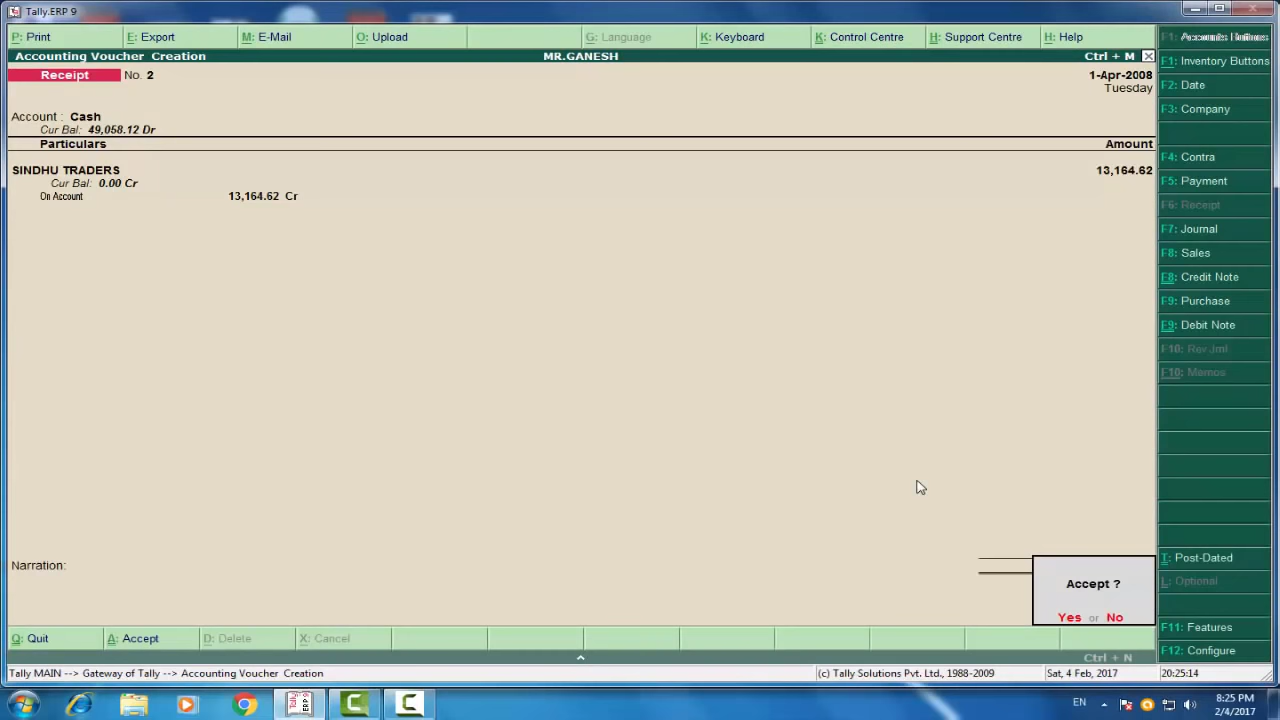 Tally.ERP 9
P: Print E: Export M: E-Mail O: Upload G: Language K: Keyboard K: Control Centre H: Support Centre H: Help
Accounting Voucher Creation MR.GANESH Ctrl + M
Receipt No. 2 1-Apr-2008
Tuesday
Account : Cash
Cur Bal: 49,058.12 Dr
Particulars Amount
SINDHU TRADERS 13,164.62
Cur Bal: 0.00 Cr
On Account 13,164.62 Cr
Narration:
Accept ?
Yes or No
F1: Inventory Buttons
F2: Date
F3: Company
F4: Contra
F5: Payment
F6: Receipt
F7: Journal
F8: Sales
F8: Credit Note
F9: Purchase
F9: Debit Note
F10: Rev Jrnl
F10: Memos
T: Post-Dated
L: Optional
F11: Features
F12: Configure
Q: Quit A: Accept D: Delete X: Cancel
Ctrl + N
Tally MAIN --> Gateway of Tally --> Accounting Voucher Creation (c) Tally Solutions Pvt. Ltd., 1988-2009 Sat, 4 Feb, 2017 20:25:14
EN 8:25 PM
2/4/2017